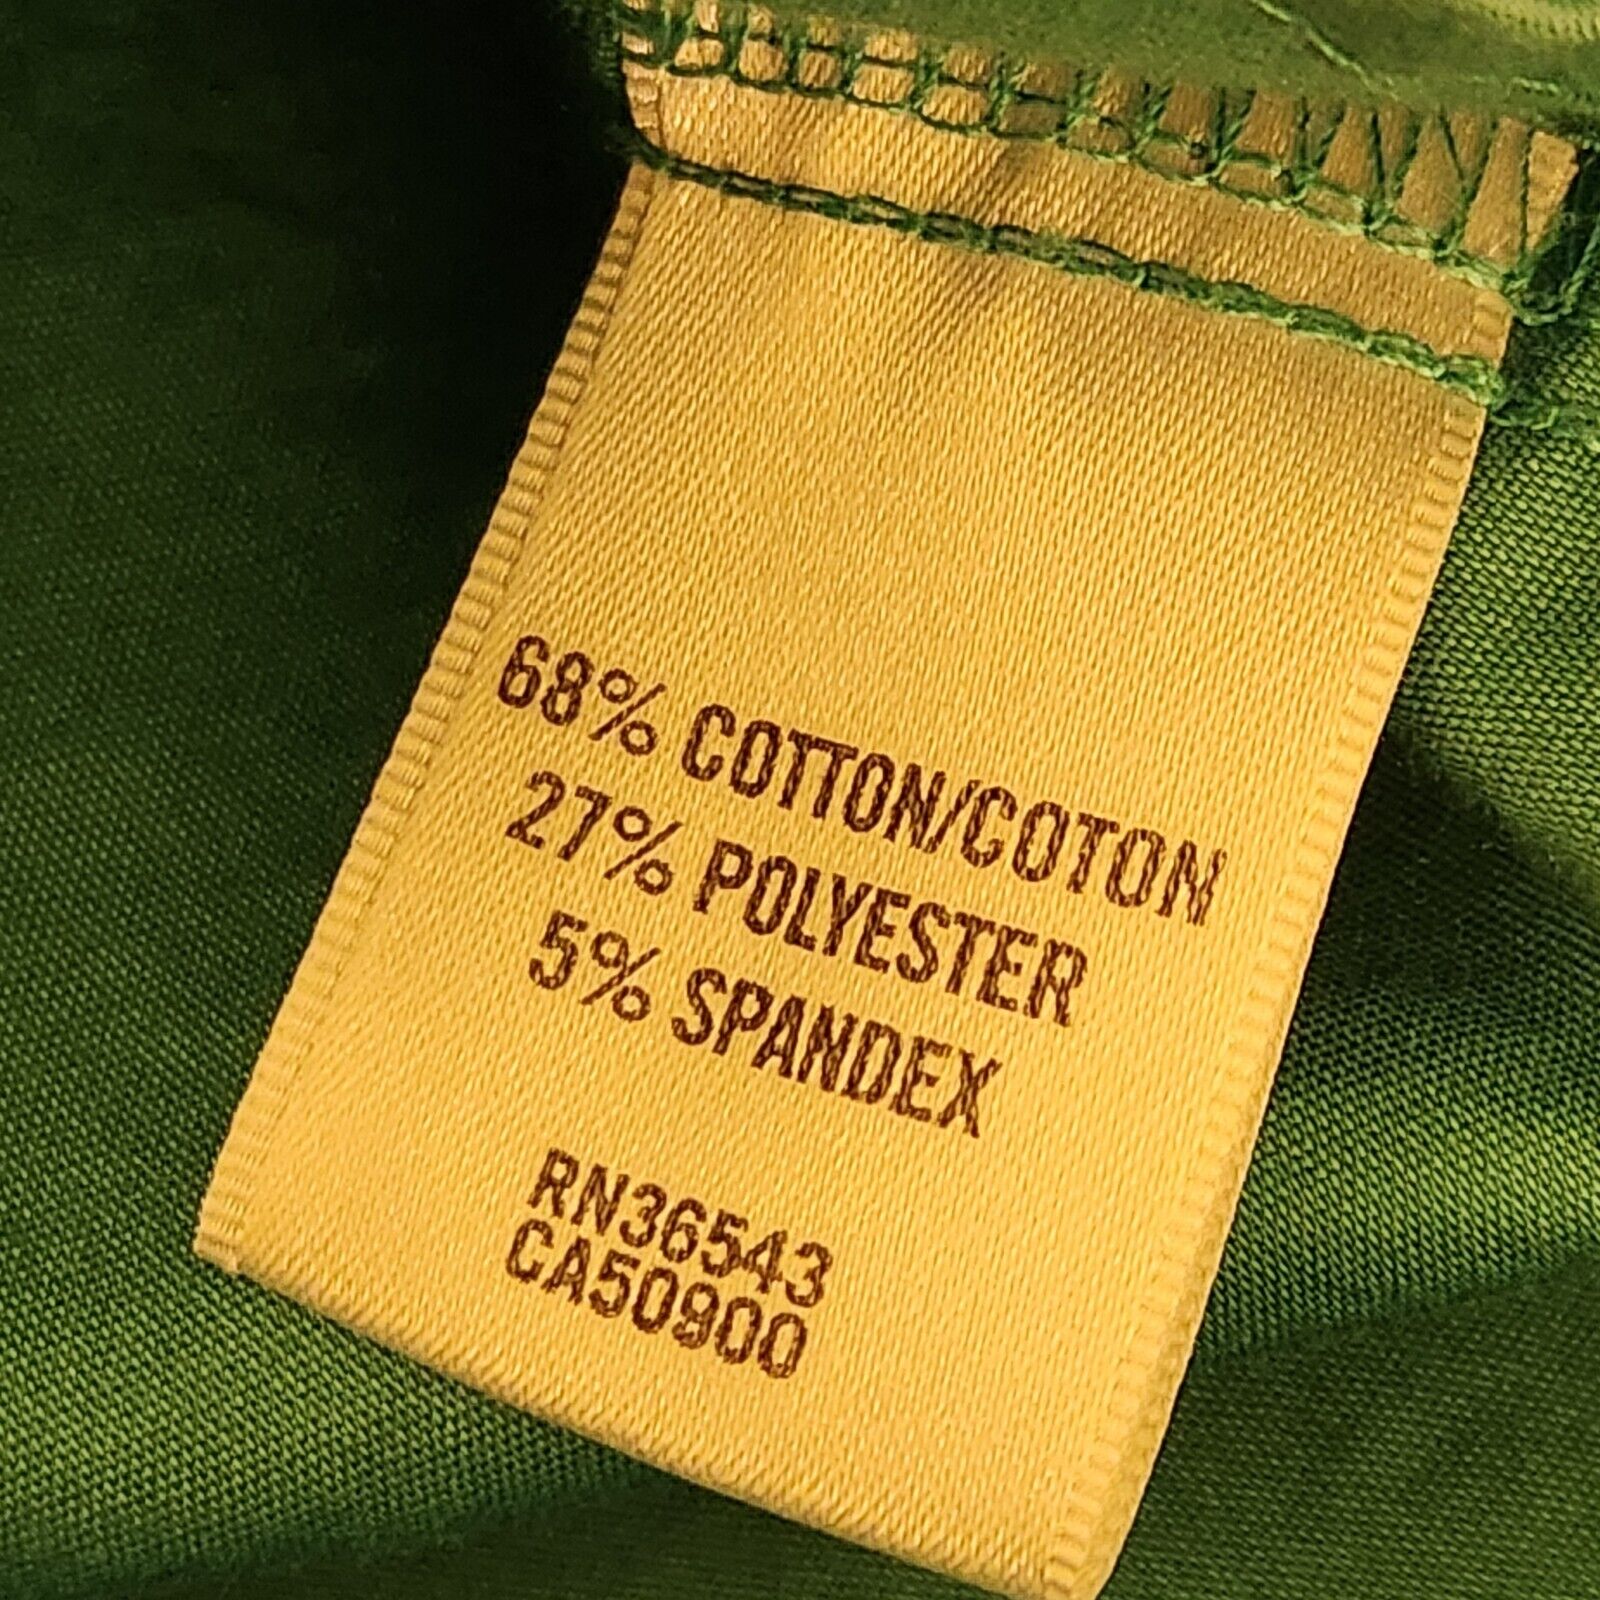 68% COTTON/COTON
27% POLYESTER
5% SPANDEX
RN36543
CA50900